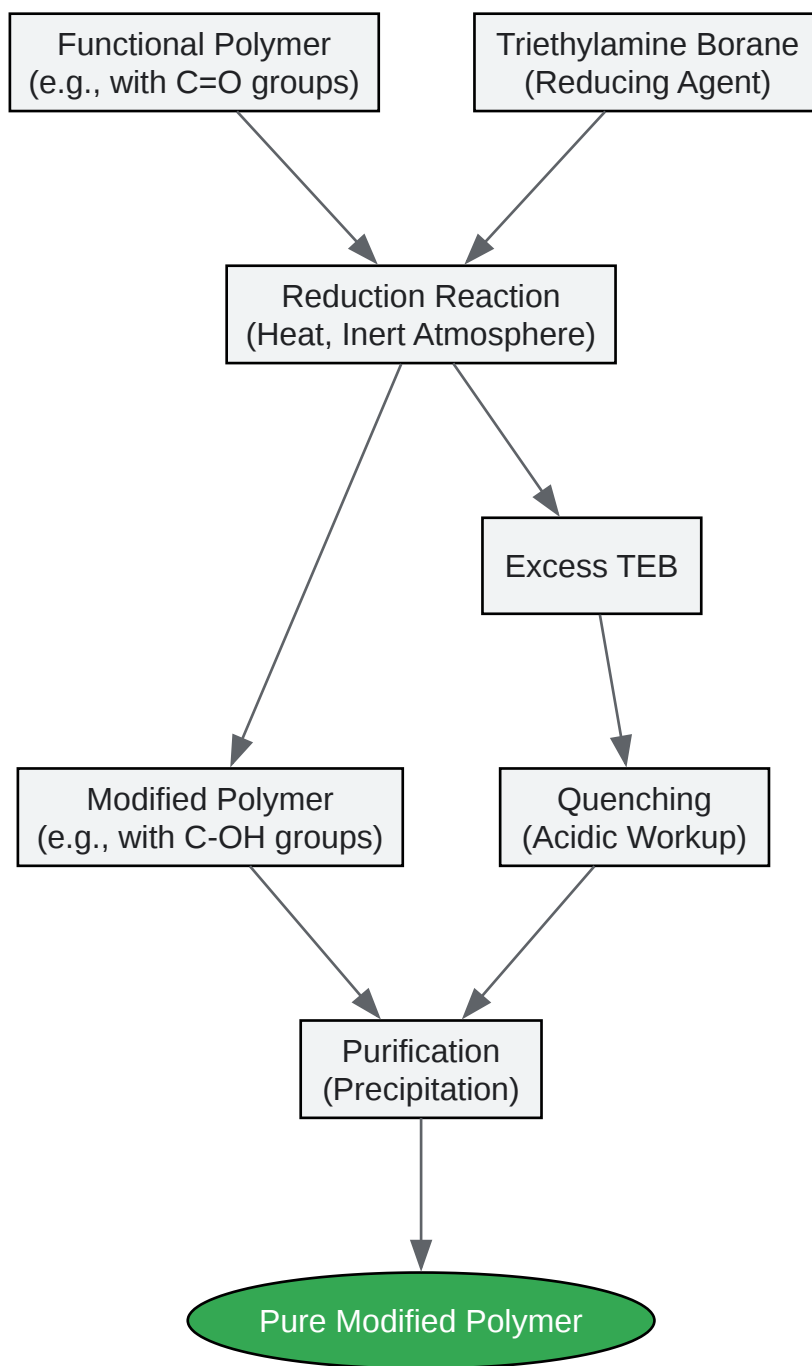 Functional Polymer
(e.g., with C=O groups)
Triethylamine Borane
(Reducing Agent)
Reduction Reaction
(Heat, Inert Atmosphere)
Excess TEB
Modified Polymer
(e.g., with C-OH groups)
Quenching
(Acidic Workup)
Purification
(Precipitation)
Pure Modified Polymer